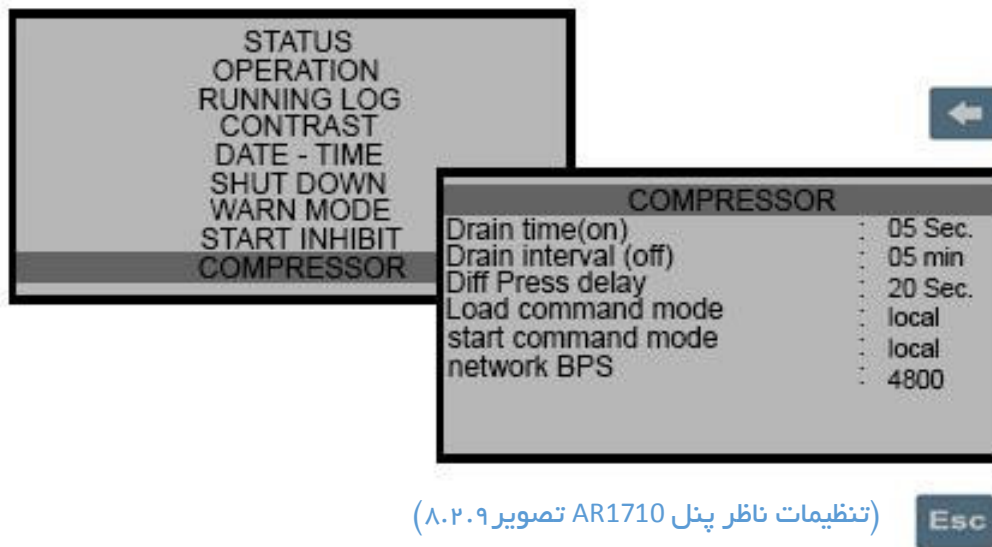 STATUS
OPERATION
RUNNING LOG
CONTRAST
DATE - TIME
SHUT DOWN
WARN MODE
START INHIBIT
COMPRESSOR
COMPRESSOR
Drain time(on) : 05 Sec.
Drain interval (off) : 05 min
Diff Press delay : 20 Sec.
Load command mode : local
start command mode : local
network BPS : 4800
(تنظیمات ناظر پنل AR1710 تصویر ۸.۲.۹)
Esc